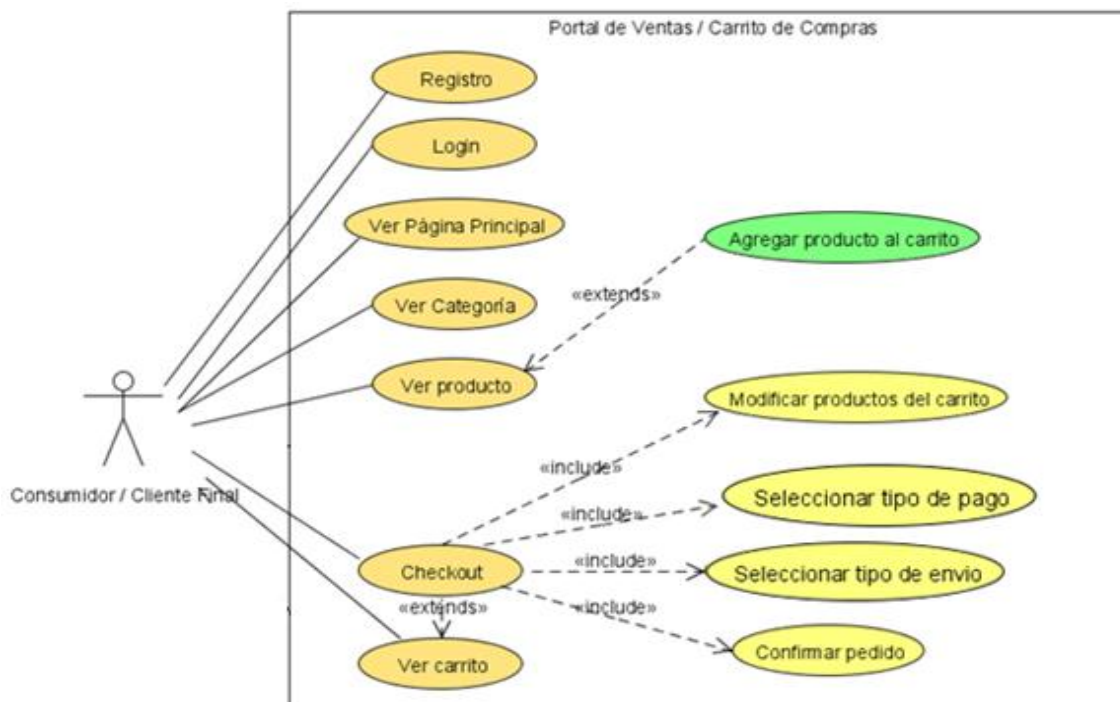 Portal de Ventas / Carrito de Compras
Registro
Login
Ver Página Principal
Agregar producto al carrito
«extends»
Ver Categoría
Ver producto
Modificar productos del carrito
«include»
Consumidor / Cliente Final
Seleccionar tipo de pago
«include»
Checkout
«include»
Seleccionar tipo de envio
«extends»
«include»
Ver carrito
Confirmar pedido